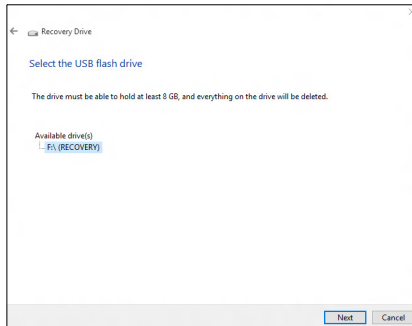 Recovery Drive
Select the USB flash drive
The drive must be able to hold at least 8 GB, and everything on the drive will be deleted.
Available drive(s)
F:\ (RECOVERY)
Next Cancel